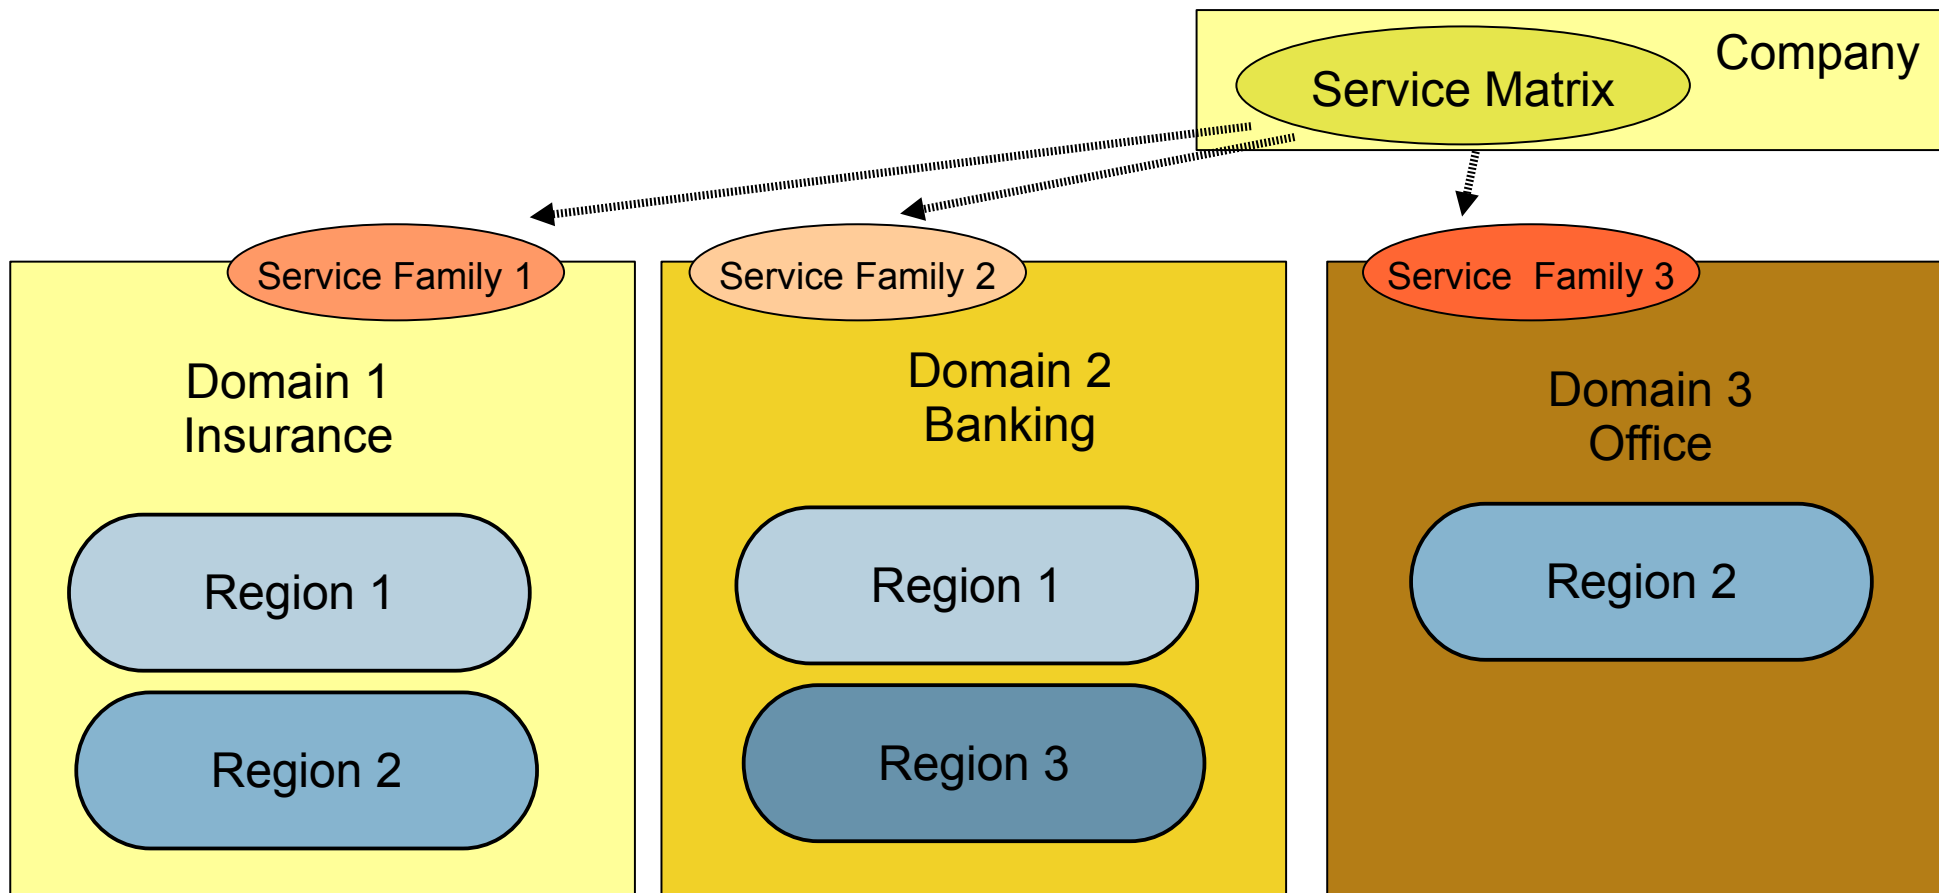 Company
Service Matrix
Service Family 1
Service Family 2
Service  Family 3
Domain 1
Insurance
Domain 2
Banking
Domain 3
Office
Region 1
Region 2
Region 1
Region 3
Region 2